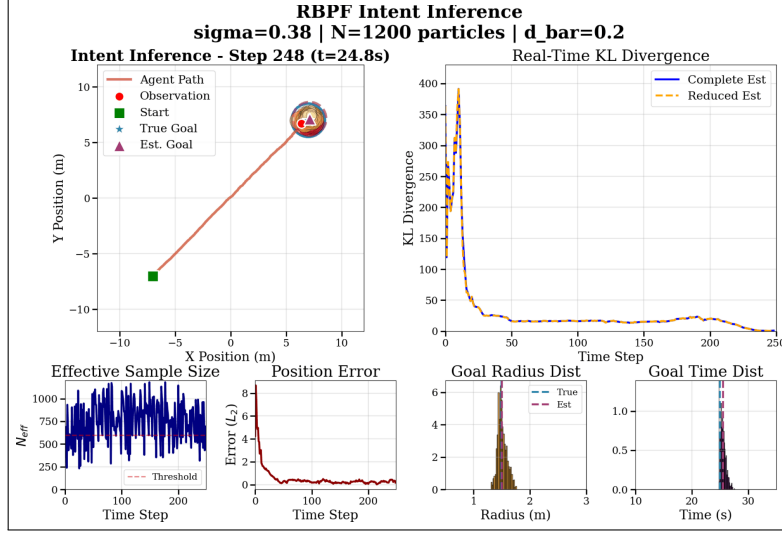 RBPF Intent Inference
sigma=0.38 | N=1200 particles | d_bar=0.2
Intent Inference - Step 248 (t=24.8s)
Agent Path
Observation
Start
True Goal
Est. Goal
Y Position (m)
10
5
0
−5
−10
−10
−5
0
5
10
X Position (m)
Real-Time KL Divergence
Complete Est
Reduced Est
KL Divergence
400
350
300
250
200
150
100
50
0
0
50
100
150
200
250
Time Step
Effective Sample Size
N_eff
1000
750
500
250
0
Threshold
0
100
200
Time Step
Position Error
Error (L₂)
8
6
4
2
0
0
100
200
Time Step
Goal Radius Dist
True
Est
6
4
2
0
1
2
3
Radius (m)
Goal Time Dist
1.0
0.5
0.0
10
20
30
Time (s)